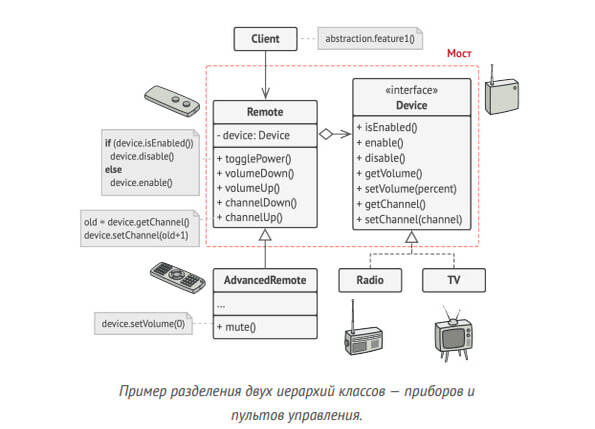 Client
abstraction.feature1()
Мост
Remote
- device: Device
+ togglePower()
+ volumeDown()
+ volumeUp()
+ channelDown()
+ channelUp()
«interface»
Device
+ isEnabled()
+ enable()
+ disable()
+ getVolume()
+ setVolume(percent)
+ getChannel()
+ setChannel(channel)
if (device.isEnabled())
device.disable()
else
device.enable()
old = device.getChannel()
device.setChannel(old+1)
AdvancedRemote
...
+ mute()
device.setVolume(0)
Radio
TV
Пример разделения двух иерархий классов — приборов и
пультов управления.